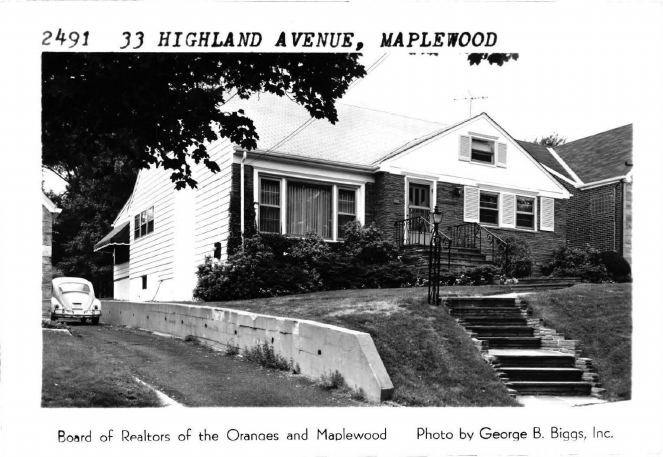 2491 33 HIGHLAND AVENUE, MAPLEWOOD
Board of Realtors of the Oranges and Maplewood Photo by George B. Biggs, Inc.